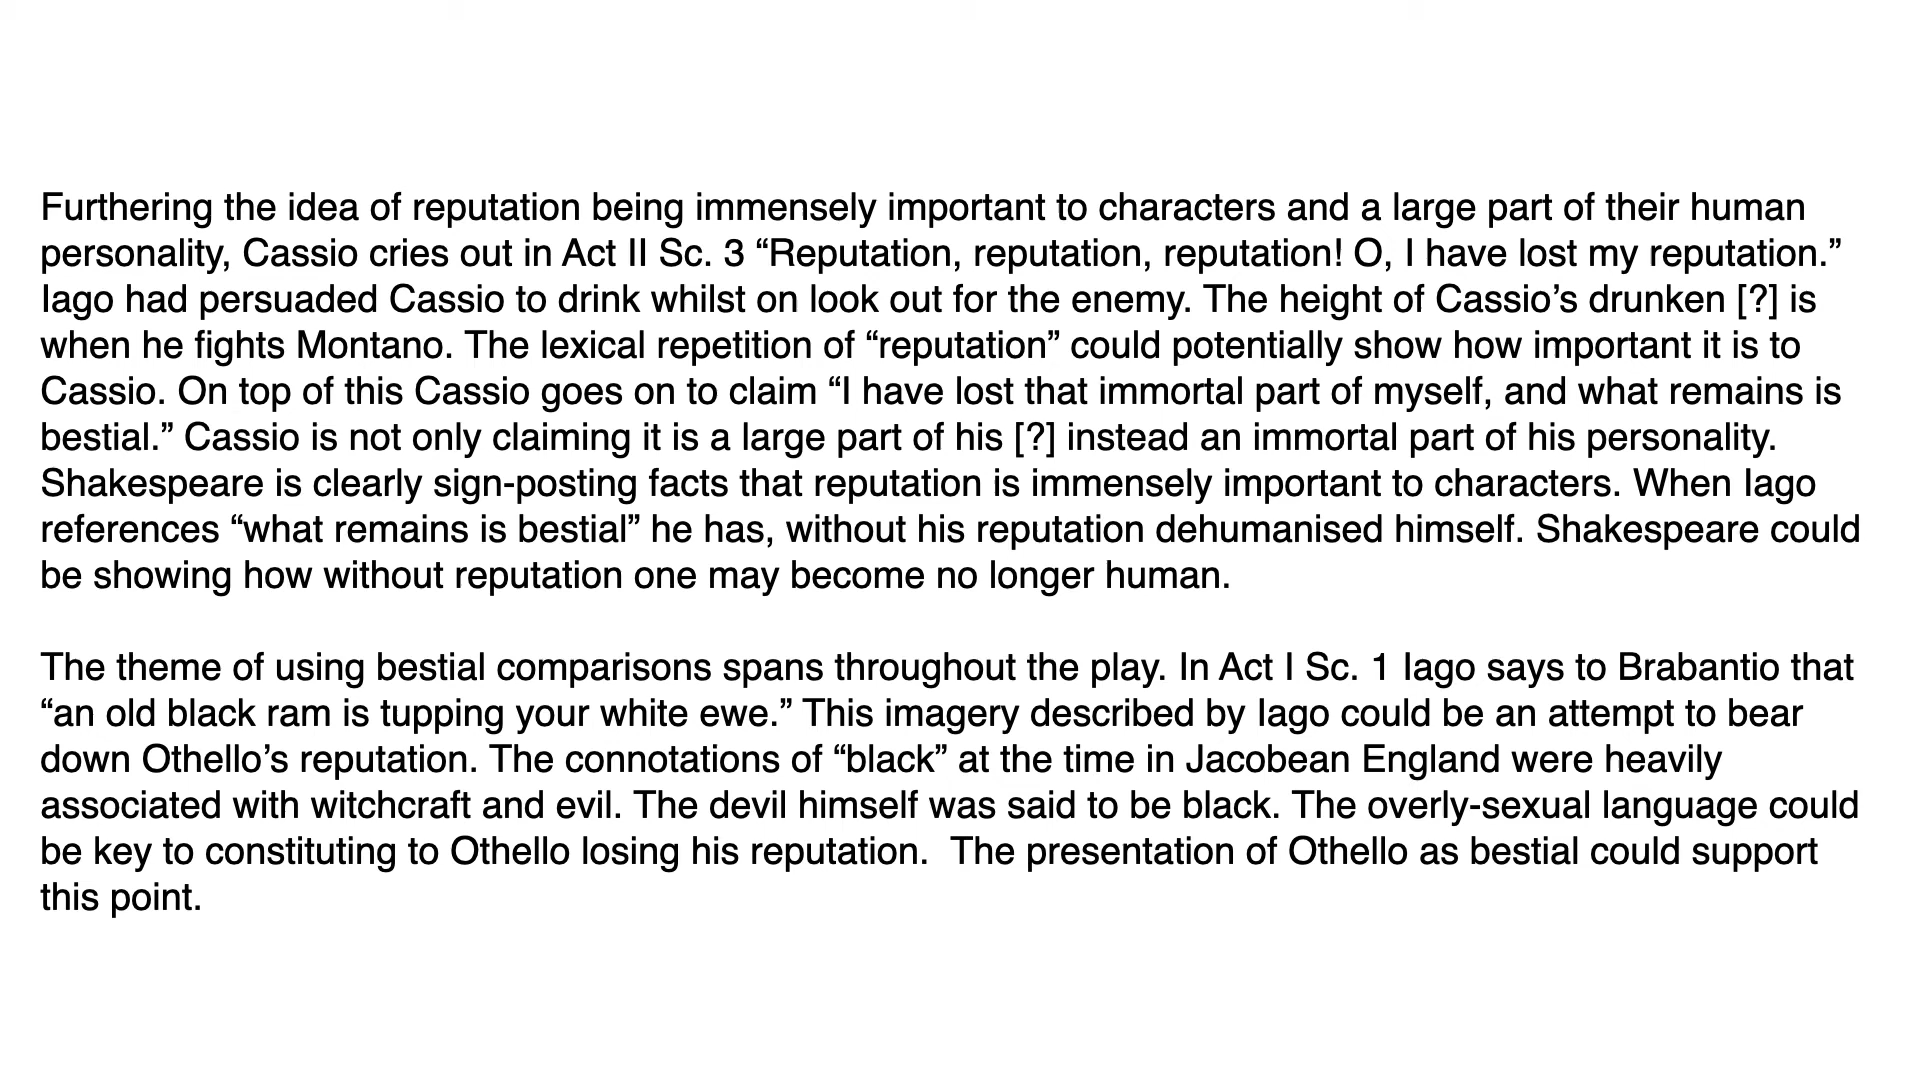 Furthering the idea of reputation being immensely important to characters and a large part of their human
personality, Cassio cries out in Act II Sc. 3 “Reputation, reputation, reputation! O, I have lost my reputation.”
Iago had persuaded Cassio to drink whilst on look out for the enemy. The height of Cassio’s drunken [?] is
when he fights Montano. The lexical repetition of “reputation” could potentially show how important it is to
Cassio. On top of this Cassio goes on to claim “I have lost that immortal part of myself, and what remains is
bestial.” Cassio is not only claiming it is a large part of his [?] instead an immortal part of his personality.
Shakespeare is clearly sign-posting facts that reputation is immensely important to characters. When Iago
references “what remains is bestial” he has, without his reputation dehumanised himself. Shakespeare could
be showing how without reputation one may become no longer human.
The theme of using bestial comparisons spans throughout the play. In Act I Sc. 1 Iago says to Brabantio that
“an old black ram is tupping your white ewe.” This imagery described by Iago could be an attempt to bear
down Othello’s reputation. The connotations of “black” at the time in Jacobean England were heavily
associated with witchcraft and evil. The devil himself was said to be black. The overly-sexual language could
be key to constituting to Othello losing his reputation.  The presentation of Othello as bestial could support
this point.